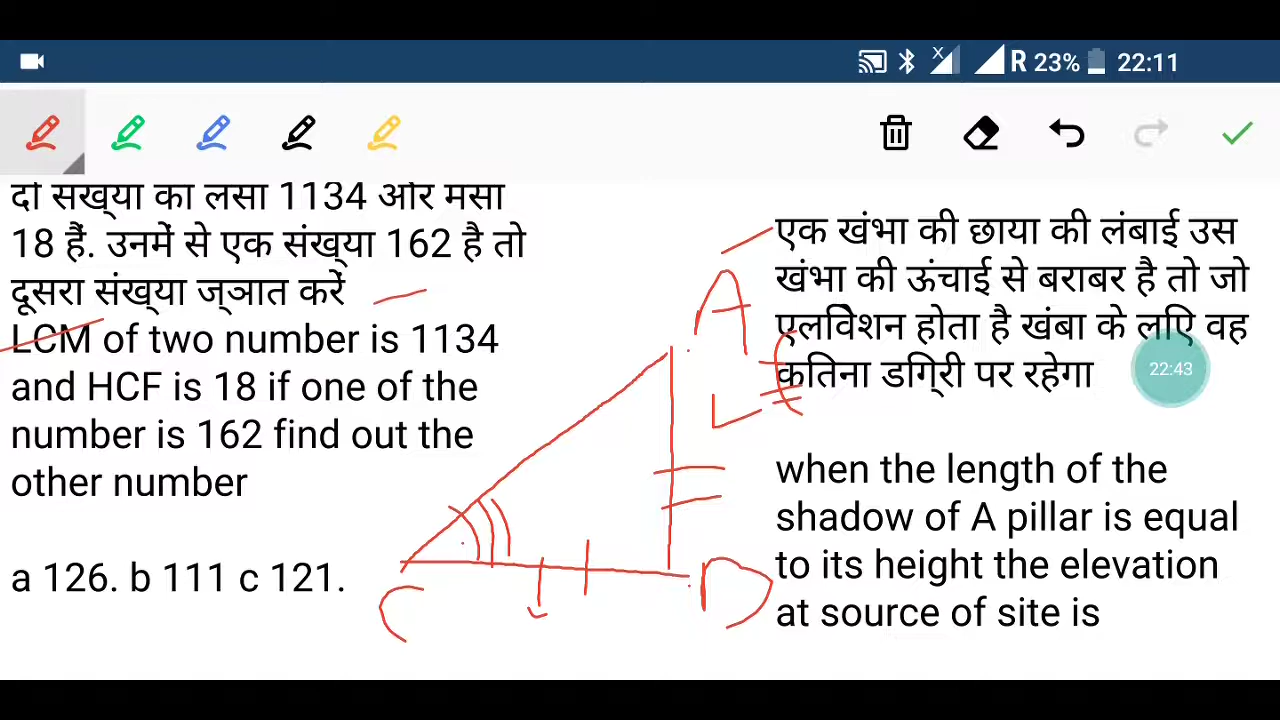 R 23% 22:11
दो संख्या का लसा 1134 और मसा
18 हैं. उनमें से एक संख्या 162 है तो
दूसरा संख्या ज्ञात करें
LCM of two number is 1134
and HCF is 18 if one of the
number is 162 find out the
other number
a 126. b 111 c 121.
A
C
D
एक खंभा की छाया की लंबाई उस
खंभा की ऊंचाई से बराबर है तो जो
एलविेशन होता है खंबा के लिए वह
कितना डिग्री पर रहेगा
22:43
when the length of the
shadow of A pillar is equal
to its height the elevation
at source of site is